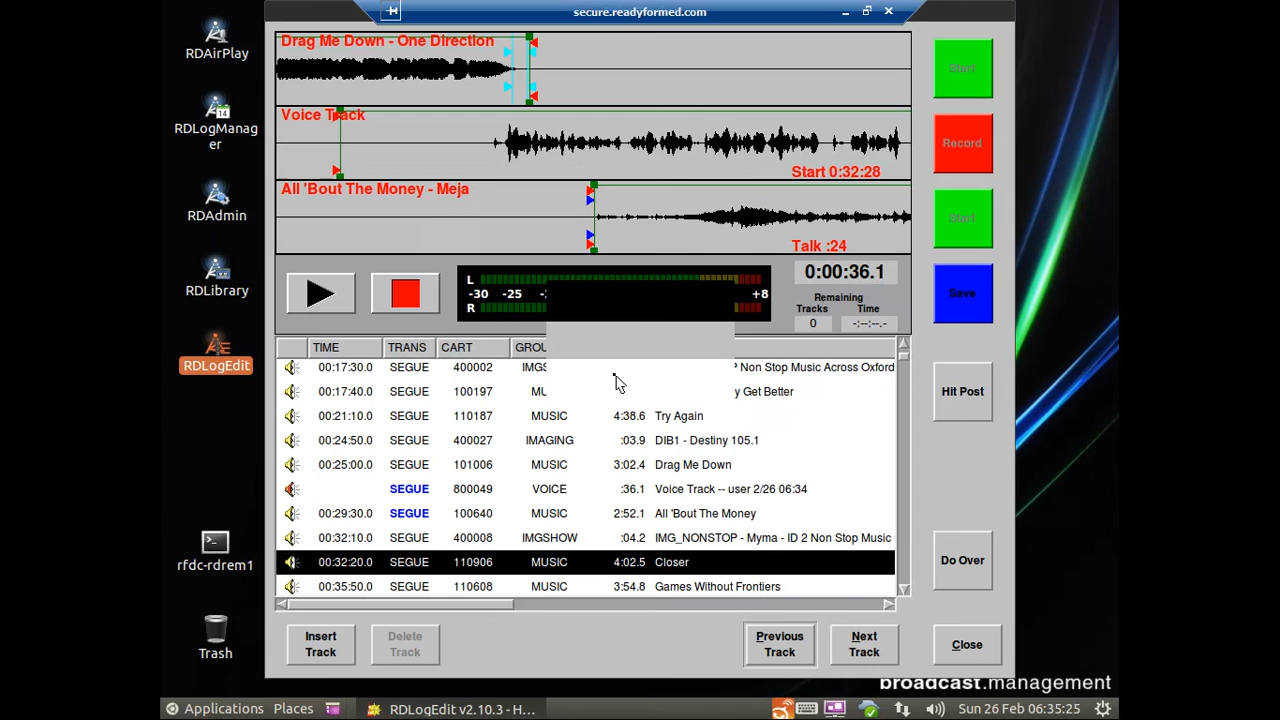 secure.readyformed.com
RDAirPlay
RDLogManag
er
RDAdmin
RDLibrary
RDLogEdit
rfdc-rdrem1
Trash
Drag Me Down - One Direction
Start
Voice Track
Record
Start 0:32:28
All 'Bout The Money - Meja
Start
Talk :24
L
-30 -25 +8
R
0:00:36.1
Remaining
Tracks Time
0 -:--:--.-
Save
TIME TRANS CART GROU
00:17:30.0 SEGUE 400002 IMGS Non Stop Music Across Oxford
00:17:40.0 SEGUE 100197 MU y Get Better
00:21:10.0 SEGUE 110187 MUSIC 4:38.6 Try Again
00:24:50.0 SEGUE 400027 IMAGING :03.9 DIB1 - Destiny 105.1
00:25:00.0 SEGUE 101006 MUSIC 3:02.4 Drag Me Down
SEGUE 800049 VOICE :36.1 Voice Track -- user 2/26 06:34
00:29:30.0 SEGUE 100640 MUSIC 2:52.1 All 'Bout The Money
00:32:10.0 SEGUE 400008 IMGSHOW :04.2 IMG_NONSTOP - Myma - ID 2 Non Stop Music
00:32:20.0 SEGUE 110906 MUSIC 4:02.5 Closer
00:35:50.0 SEGUE 110608 MUSIC 3:54.8 Games Without Frontiers
Hit Post
Do Over
Insert
Track
Delete
Track
Previous
Track
Next
Track
Close
broadcast.management
Applications Places RDLogEdit v2.10.3 - H... Sun 26 Feb 06:35:25